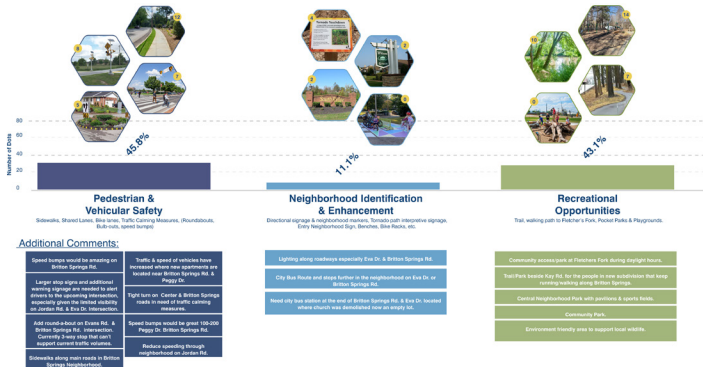 80
60
40
20
0
Number of Dots
45.8%
11.1%
43.1%
Pedestrian &
Vehicular Safety
Sidewalks, Shared Lanes, Bike lanes, Traffic Calming Measures, (Roundabouts,
Bulb-outs, speed bumps)
Neighborhood Identification
& Enhancement
Directional signage & neighborhood markers, Tornado path interpretive signage,
Entry Neighborhood Sign, Benches, Bike Racks, etc.
Recreational
Opportunities
Trail, walking path to Fletcher's Fork, Pocket Parks & Playgrounds.
Additional Comments:
Speed bumps would be amazing on
Britton Springs Rd.
Larger stop signs and additional
warning signage are needed to alert
drivers to the upcoming intersection,
especially given the limited visibility
on Jordan Rd. & Eva Dr. Intersection.
Add round-a-bout on Evans Rd. &
Britton Springs Rd. intersection.
Currently 3-way stop that can't
support current traffic volumes.
Sidewalks along main roads in Britton
Springs Neighborhood.
Traffic & speed of vehicles have
increased where new apartments are
located near Britton Springs Rd. &
Peggy Dr.
Tight turn on Center & Britton Springs
roads in need of traffic calming
measures.
Speed bumps would be great 100-200
Peggy Dr. Britton Springs Rd.
Reduce speeding through
neighborhood on Jordan Rd.
Lighting along roadways especially Eva Dr. & Britton Springs Rd.
City Bus Route and stops further in the neighborhood on Eva Dr. or
Britton Springs Rd.
Need city bus station at the end of Britton Springs Rd. & Eva Dr. located
where church was demolished now an empty lot.
Community access/park at Fletchers Fork during daylight hours.
Trail/Park beside Kay Rd. for the people in new subdivision that keep
running/walking along Britton Springs.
Central Neighborhood Park with pavilions & sports fields.
Community Park.
Environment friendly area to support local wildlife.